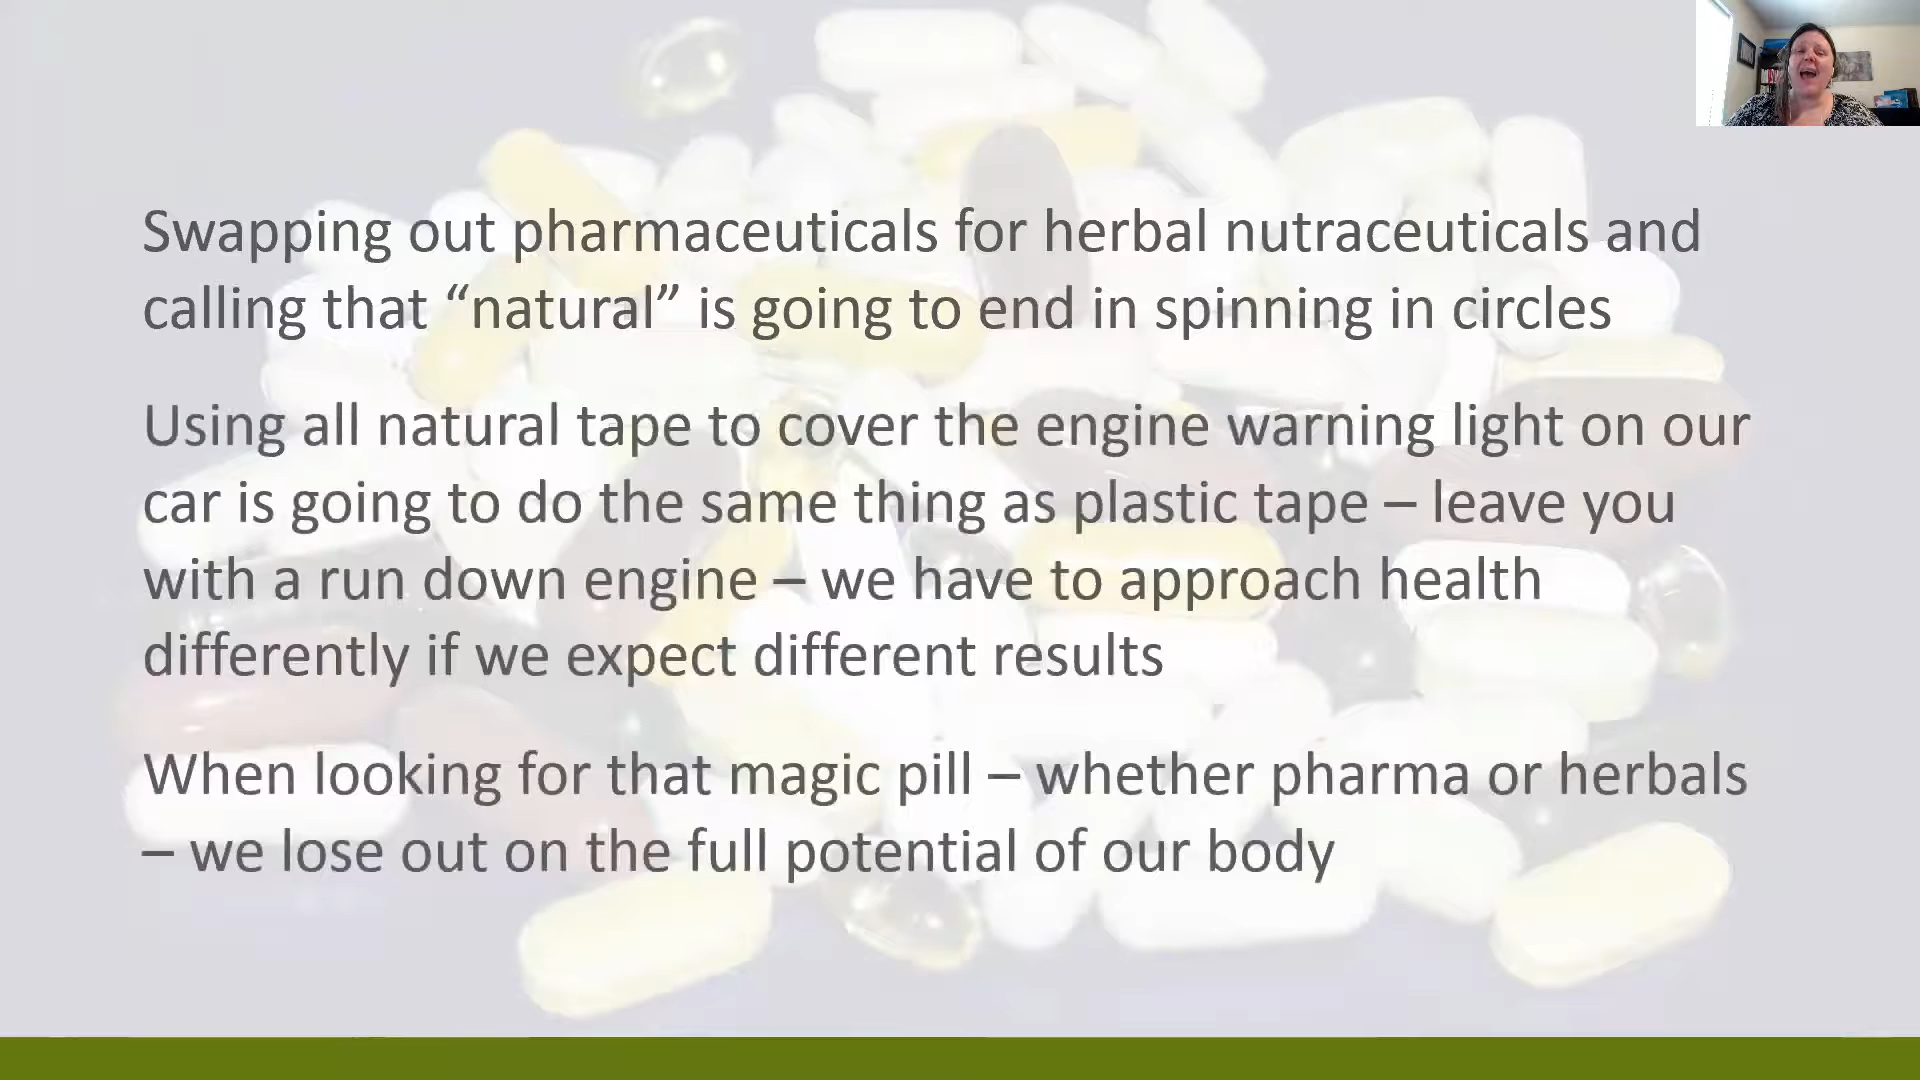 Swapping out pharmaceuticals for herbal nutraceuticals and
calling that “natural” is going to end in spinning in circles
Using all natural tape to cover the engine warning light on our
car is going to do the same thing as plastic tape – leave you
with a run down engine – we have to approach health
differently if we expect different results
When looking for that magic pill – whether pharma or herbals
– we lose out on the full potential of our body